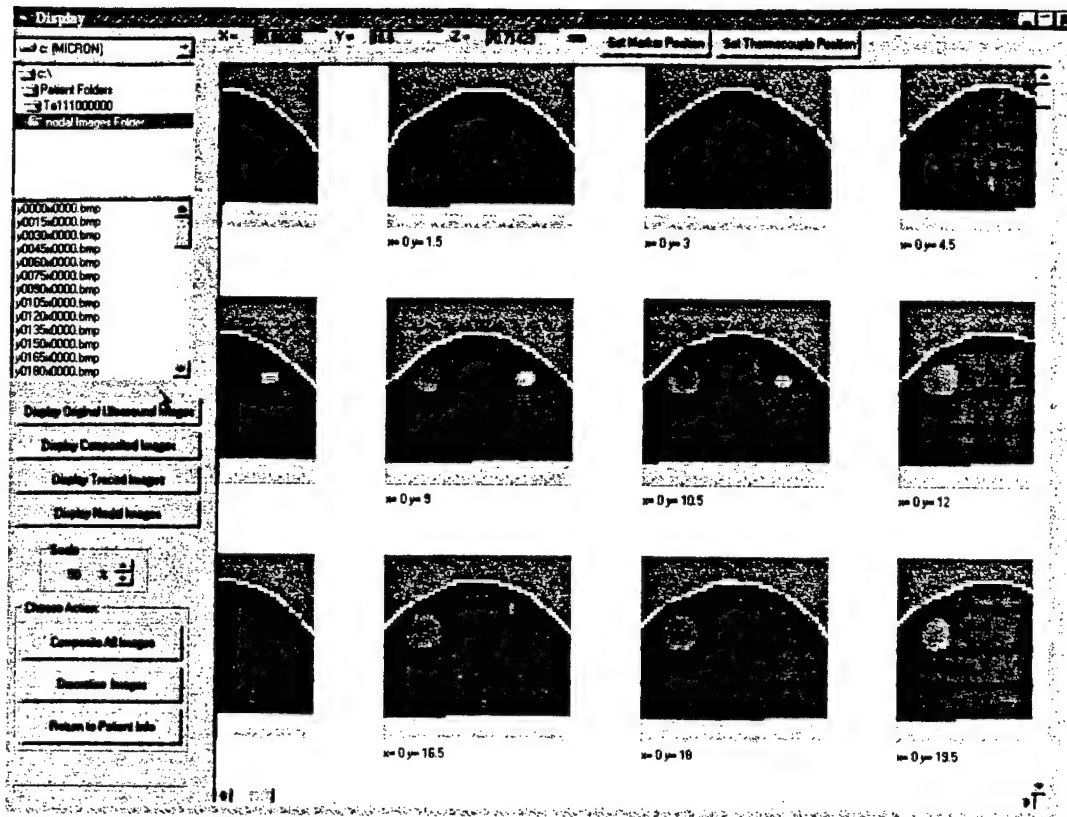 Display
c: [MICRON]
X=
Y=
Z=
Set Marker Position
Set Thermocouple Position
c:\
Patient Folders
Te111000000
nodal Images Folder
y0000x0000.bmp
y0015x0000.bmp
y0030x0000.bmp
y0045x0000.bmp
y0060x0000.bmp
y0075x0000.bmp
y0090x0000.bmp
y0105x0000.bmp
y0120x0000.bmp
y0135x0000.bmp
y0150x0000.bmp
y0165x0000.bmp
y0180x0000.bmp
x= 0 y= 1.5
x= 0 y= 3
x= 0 y= 4.5
Display Original Ultrasound Images
Display Composited Images
Display Traced Images
Display Nodal Images
x= 0 y= 9
x= 0 y= 10.5
x= 0 y= 12
Scale
%
Choose Action:
Composite All Images
Return to Patient Info
x= 0 y= 16.5
x= 0 y= 18
x= 0 y= 19.5